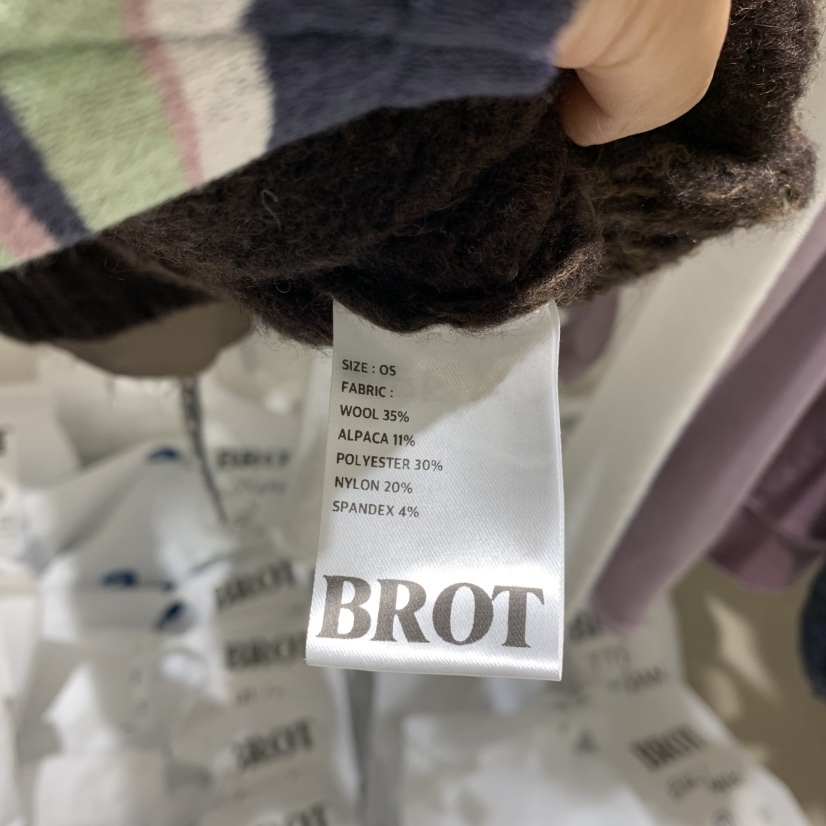 SIZE : OS
FABRIC :
WOOL 35%
ALPACA 11%
POLYESTER 30%
NYLON 20%
SPANDEX 4%
BROT
BROT
BROT
BROT
BROT
BROT